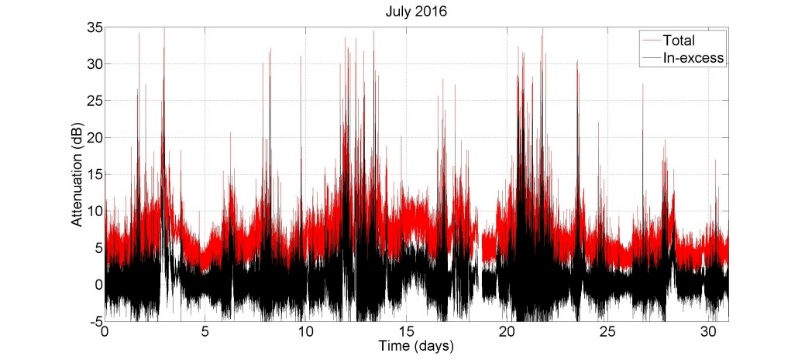 July 2016
Total
In-excess
Attenuation (dB)
35
30
25
20
15
10
5
0
-5
0 5 10 15 20 25 30
Time (days)